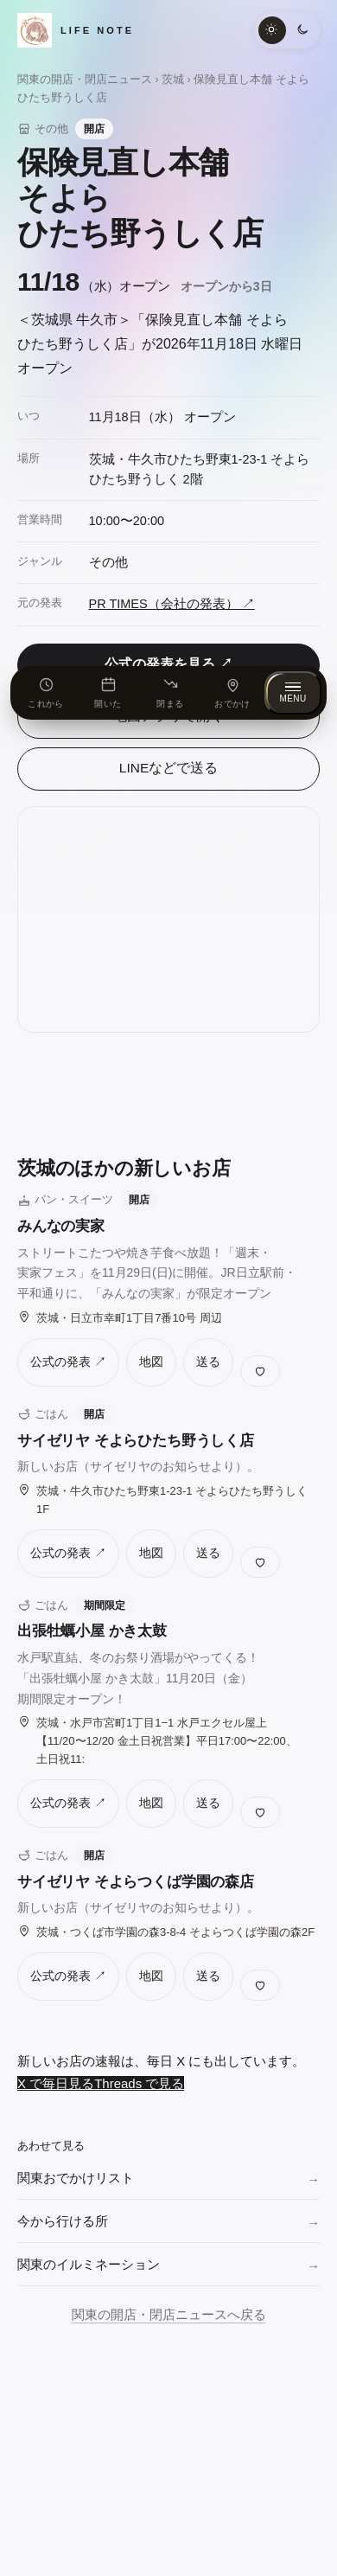 LIFE NOTE
関東の開店・閉店ニュース › 茨城 › 保険見直し本舗 そよら
ひたち野うしく店
その他 開店
保険見直し本舗
そよら
ひたち野うしく店
11/18（水）オープン オープンから3日
＜茨城県 牛久市＞「保険見直し本舗 そよら
ひたち野うしく店」が2026年11月18日 水曜日
オープン
いつ 11月18日（水） オープン
場所 茨城・牛久市ひたち野東1-23-1 そよら
ひたち野うしく 2階
営業時間 10:00〜20:00
ジャンル その他
元の発表 PR TIMES（会社の発表） ↗
公式の発表を見る ↗
これから 開いた 閉まる おでかけ MENU
LINEなどで送る
茨城のほかの新しいお店
パン・スイーツ 開店
みんなの実家
ストリートこたつや焼き芋食べ放題！「週末・
実家フェス」を11月29日(日)に開催。JR日立駅前・
平和通りに、「みんなの実家」が限定オープン
茨城・日立市幸町1丁目7番10号 周辺
公式の発表 ↗ 地図 送る
ごはん 開店
サイゼリヤ そよらひたち野うしく店
新しいお店（サイゼリヤのお知らせより）。
茨城・牛久市ひたち野東1-23-1 そよらひたち野うしく
1F
公式の発表 ↗ 地図 送る
ごはん 期間限定
出張牡蠣小屋 かき太鼓
水戸駅直結、冬のお祭り酒場がやってくる！
「出張牡蠣小屋 かき太鼓」11月20日（金）
期間限定オープン！
茨城・水戸市宮町1丁目1−1 水戸エクセル屋上
【11/20〜12/20 金土日祝営業】平日17:00〜22:00、
土日祝11:
公式の発表 ↗ 地図 送る
ごはん 開店
サイゼリヤ そよらつくば学園の森店
新しいお店（サイゼリヤのお知らせより）。
茨城・つくば市学園の森3-8-4 そよらつくば学園の森2F
公式の発表 ↗ 地図 送る
新しいお店の速報は、毎日 X にも出しています。
X で毎日見るThreads で見る
あわせて見る
関東おでかけリスト →
今から行ける所 →
関東のイルミネーション →
関東の開店・閉店ニュースへ戻る